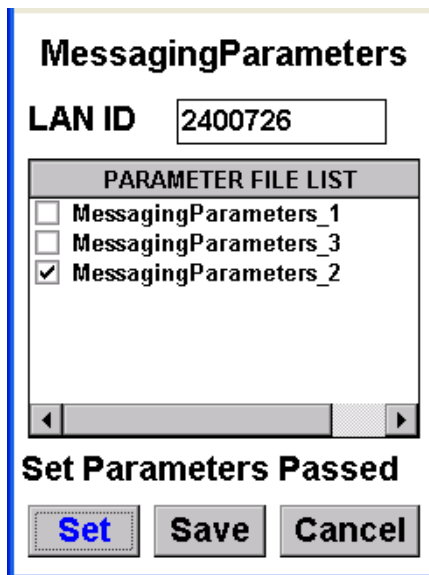 MessagingParameters
LAN ID 2400726
PARAMETER FILE LIST
MessagingParameters_1
MessagingParameters_3
MessagingParameters_2
Set Parameters Passed
Set Save Cancel